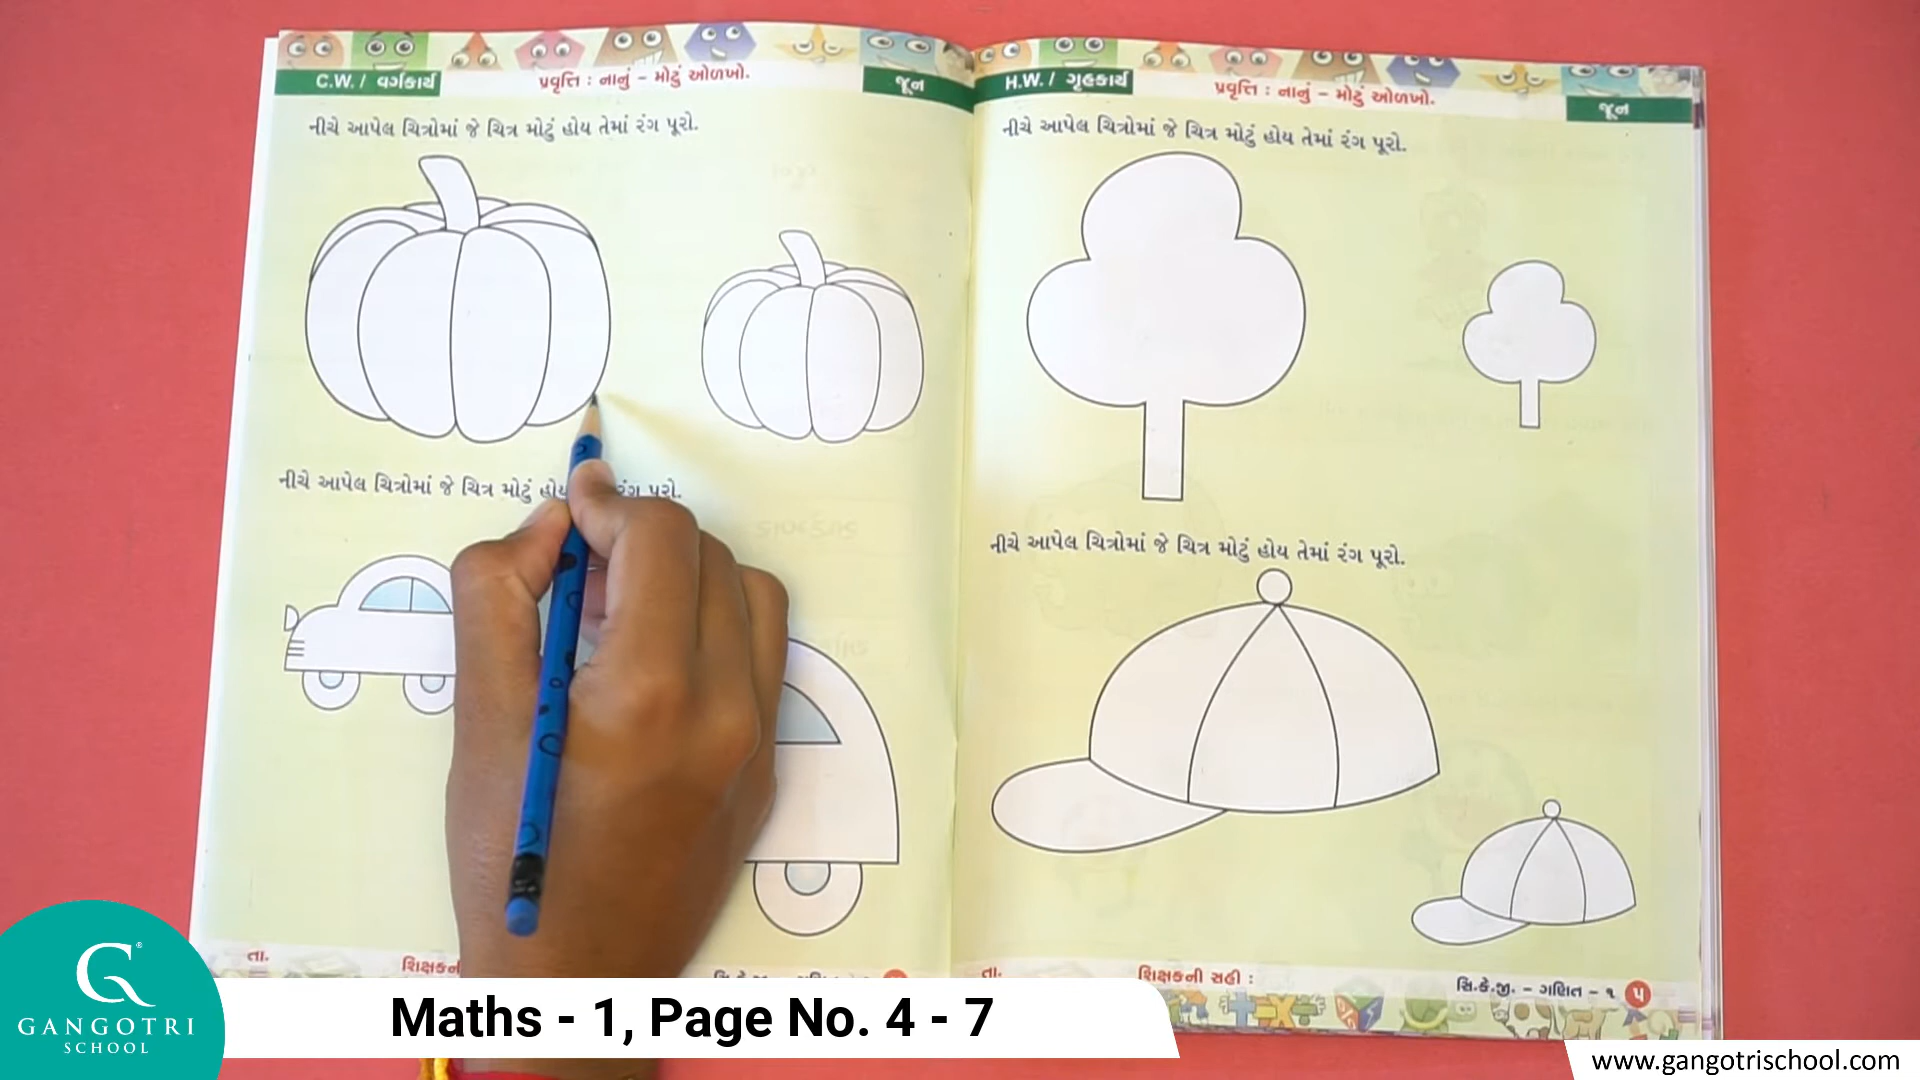 C.W. / વર્ગકાર્ય
પ્રવૃત્તિ : નાનું – મોટું ઓળખો.
જૂન
નીચે આપેલ ચિત્રોમાં જે ચિત્ર મોટું હોય તેમાં રંગ પૂરો.
નીચે આપેલ ચિત્રોમાં જે ચિત્ર મોટું હોય રંગ પૂરો.
તા.
H.W. / ગૃહકાર્ય
પ્રવૃત્તિ : નાનું – મોટું ઓળખો.
જૂન
નીચે આપેલ ચિત્રોમાં જે ચિત્ર મોટું હોય તેમાં રંગ પૂરો.
નીચે આપેલ ચિત્રોમાં જે ચિત્ર મોટું હોય તેમાં રંગ પૂરો.
તા.
શિક્ષકની સહી :
સિ.કે.જી. – ગણિત – ૧ ૫
GANGOTRI
SCHOOL
Maths - 1, Page No. 4 - 7
www.gangotrischool.com